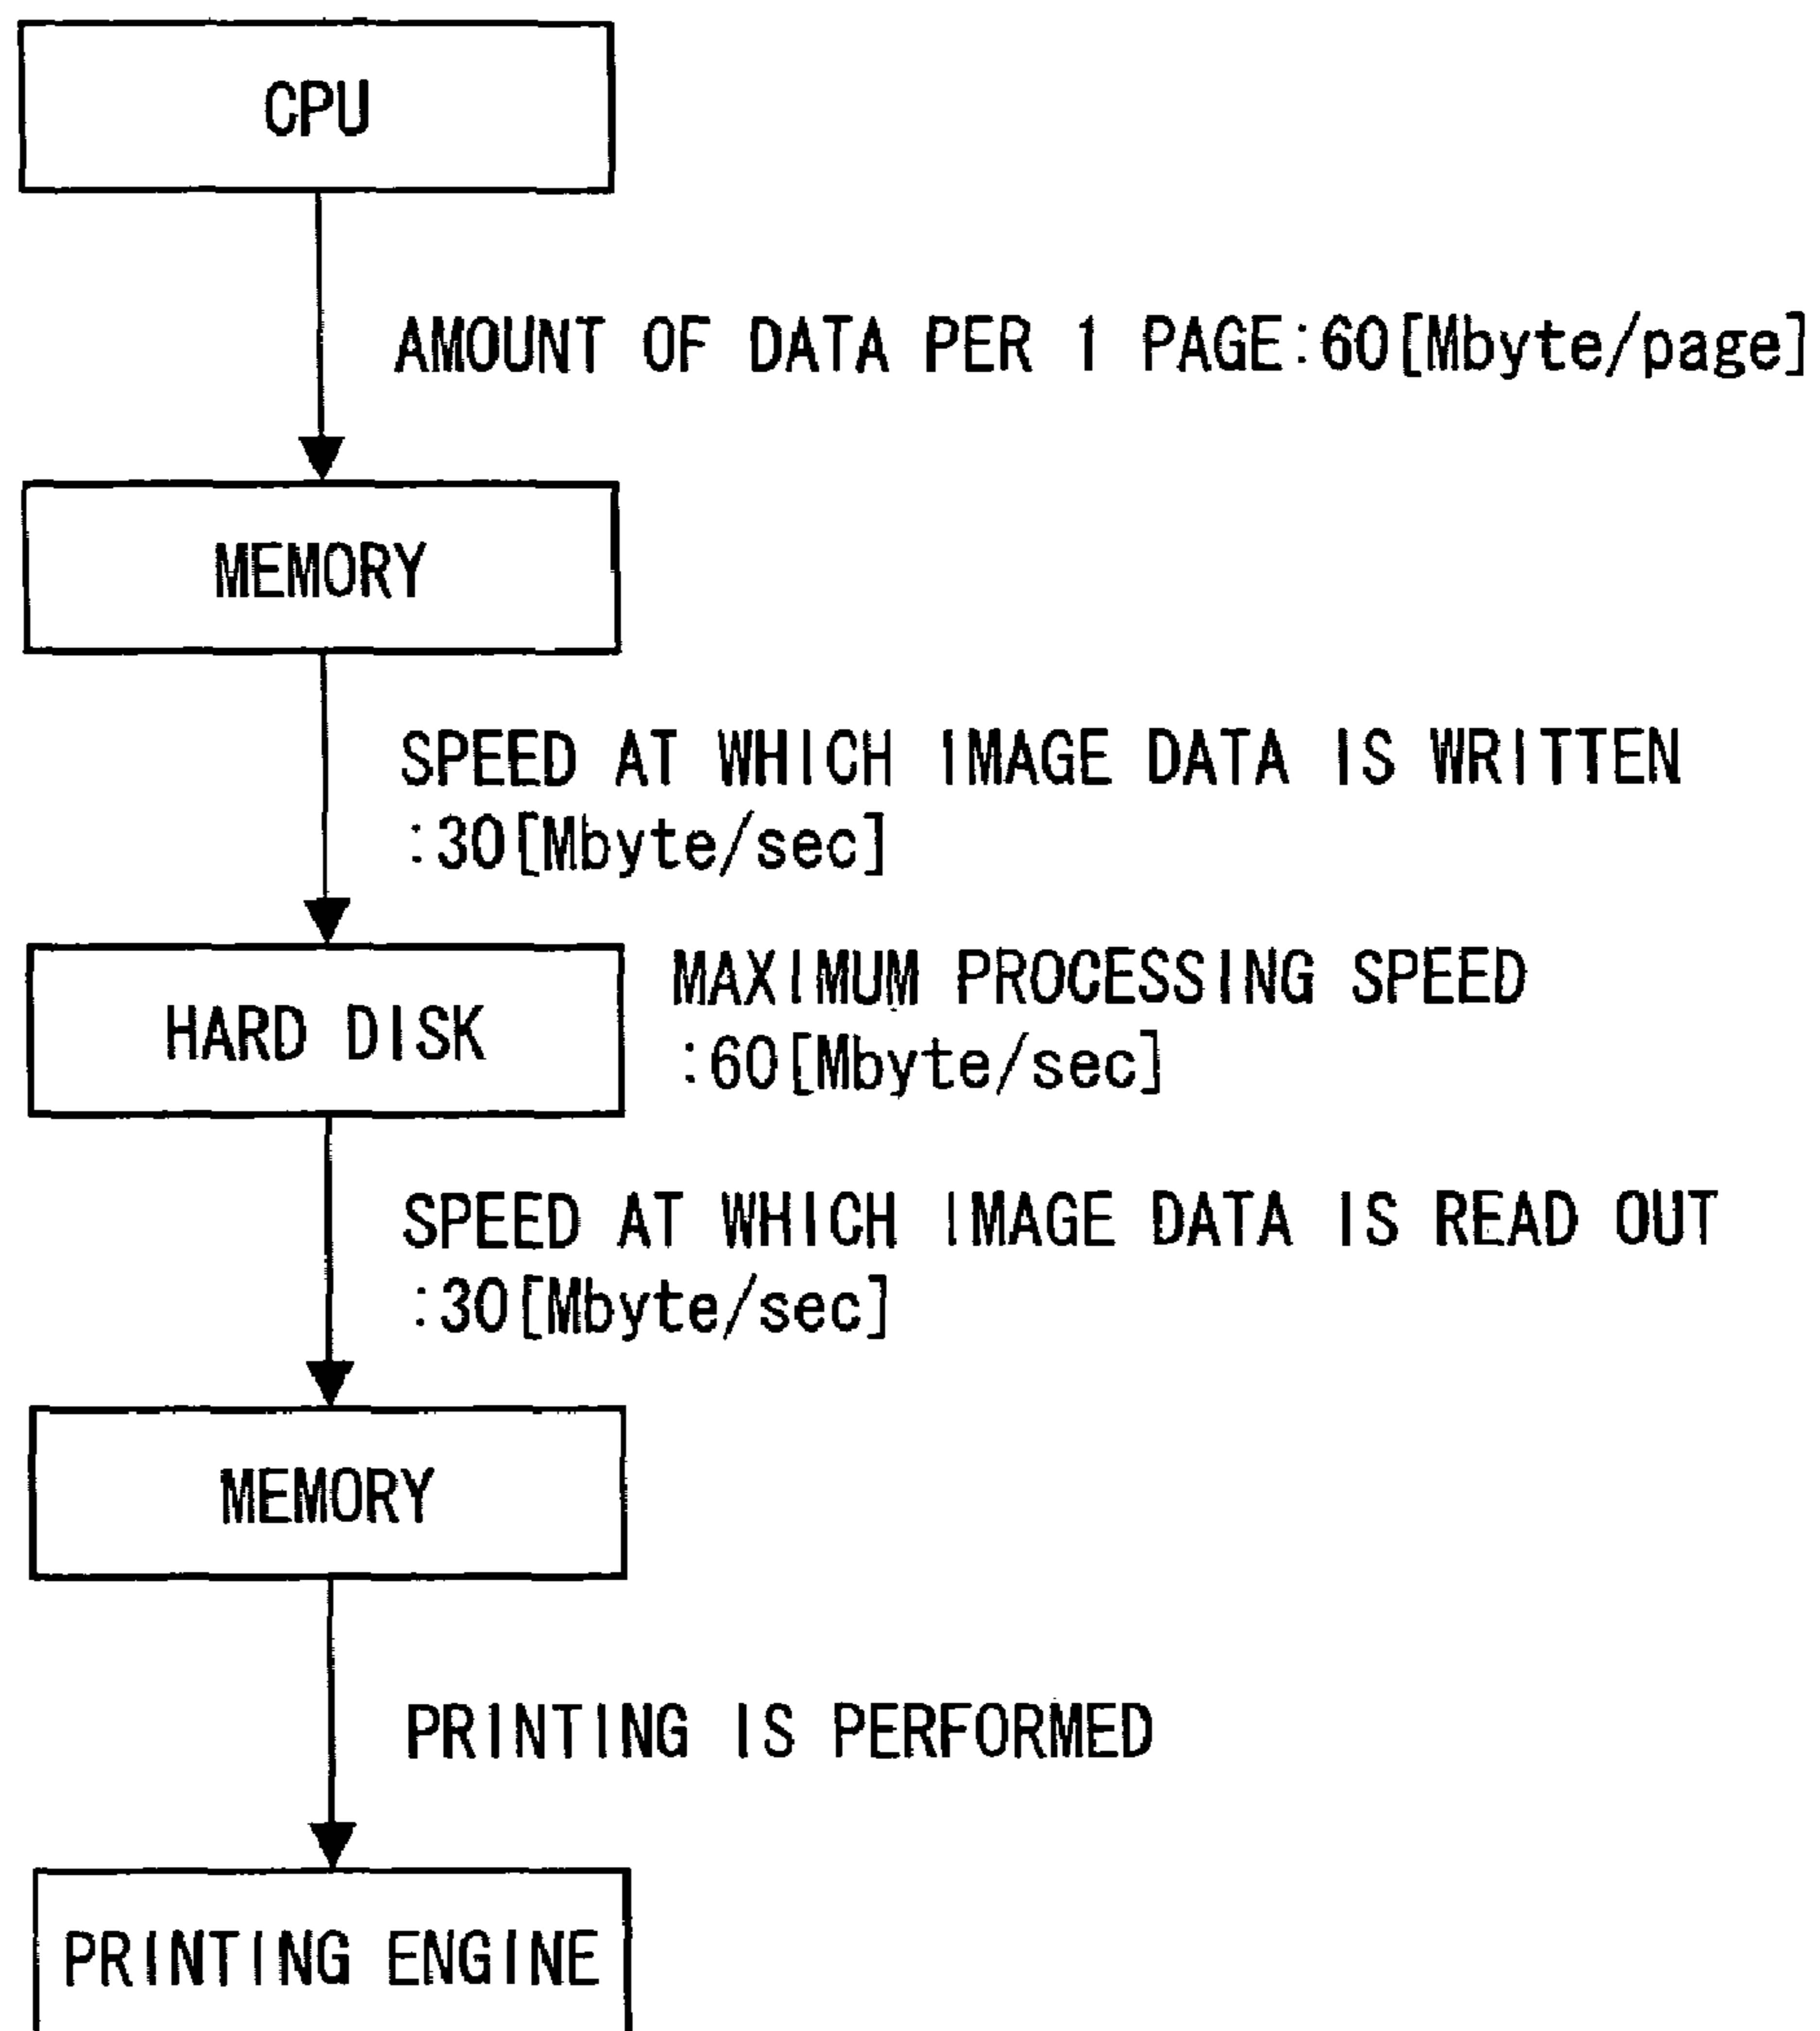 CPU
AMOUNT OF DATA PER 1 PAGE:60[Mbyte/page]
MEMORY
SPEED AT WHICH IMAGE DATA IS WRITTEN
:30[Mbyte/sec]
HARD DISK
MAXIMUM PROCESSING SPEED
:60[Mbyte/sec]
SPEED AT WHICH IMAGE DATA IS READ OUT
:30[Mbyte/sec]
MEMORY
PRINTING IS PERFORMED
PRINTING ENGINE